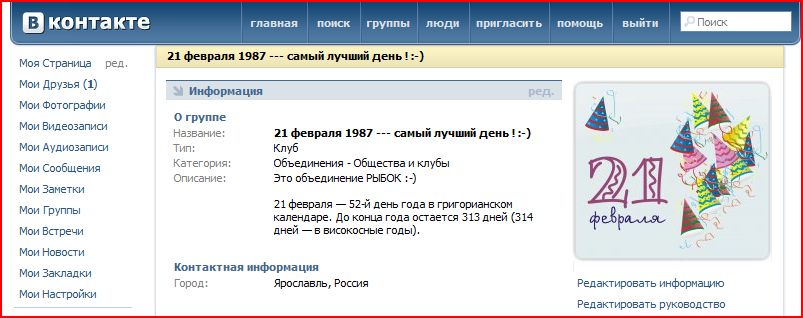 В контакте
главная поиск группы люди пригласить помощь выйти Поиск
21 февраля 1987 --- самый лучший день ! :-)
Моя Страница ред.
Мои Друзья (1)
Мои Фотографии
Мои Видеозаписи
Мои Аудиозаписи
Мои Сообщения
Мои Заметки
Мои Группы
Мои Встречи
Мои Новости
Мои Закладки
Мои Настройки
Информация ред.
О группе
Название: 21 февраля 1987 --- самый лучший день ! :-)
Тип: Клуб
Категория: Объединения - Общества и клубы
Описание: Это объединение РЫБОК :-)
21 февраля — 52-й день года в григорианском
календаре. До конца года остается 313 дней (314
дней — в високосные годы).
Контактная информация
Город: Ярославль, Россия
21
февраля
Редактировать информацию
Редактировать руководство